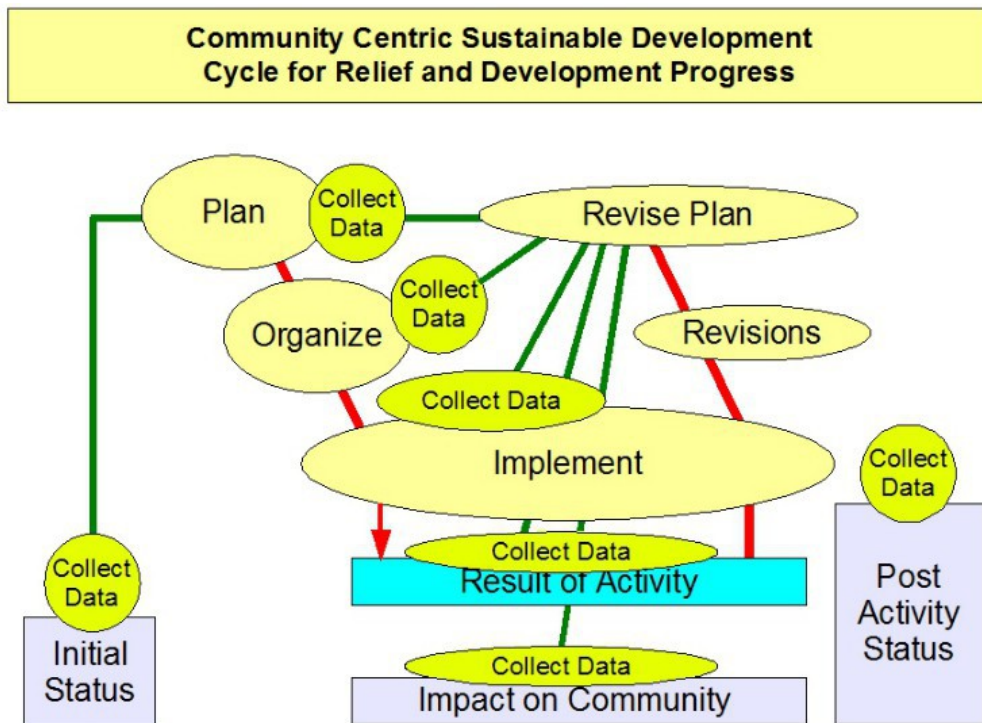 Community Centric Sustainable Development
Cycle for Relief and Development Progress
Plan
Collect
Data
Revise Plan
Collect
Data
Organize
Revisions
Collect Data
Implement
Collect
Data
Collect Data
Result of Activity
Collect
Data
Post
Activity
Status
Initial
Status
Collect Data
Impact on Community